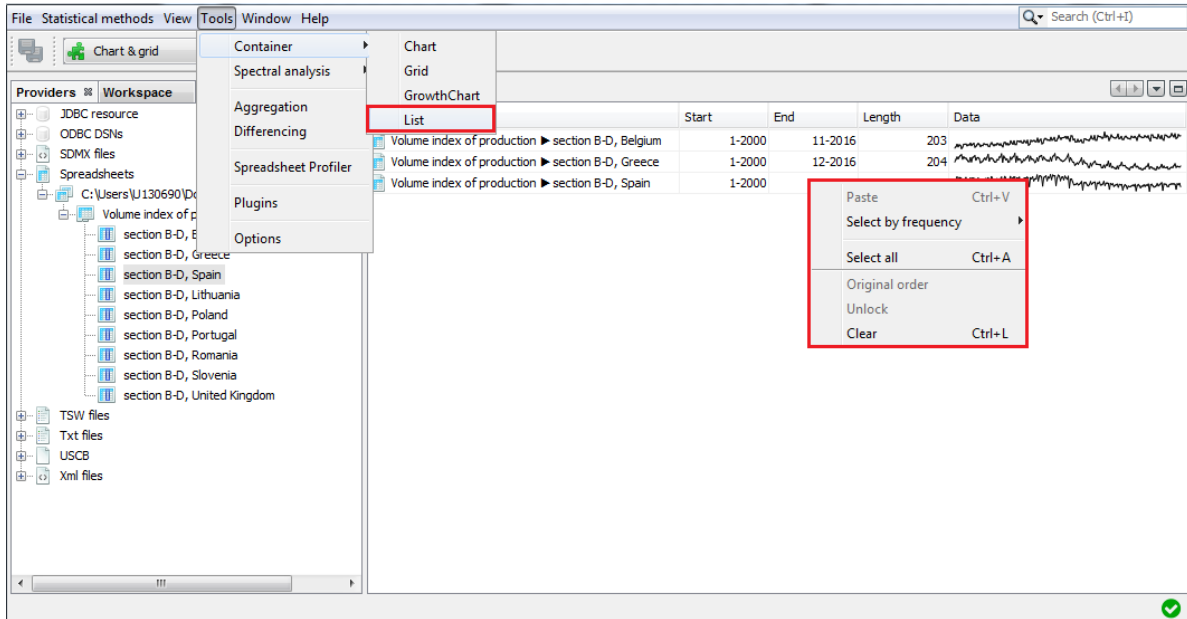 File Statistical methods View Tools Window Help
Search (Ctrl+I)
Chart & grid
Container
Spectral analysis
Aggregation
Differencing
Spreadsheet Profiler
Plugins
Options
Chart
Grid
GrowthChart
List
Providers Workspace
JDBC resource
ODBC DSNs
SDMX files
Spreadsheets
C:\Users\U130690\Do
Volume index of p
section B-D, B
section B-D, Greece
section B-D, Spain
section B-D, Lithuania
section B-D, Poland
section B-D, Portugal
section B-D, Romania
section B-D, Slovenia
section B-D, United Kingdom
TSW files
Txt files
USCB
Xml files
Start End Length Data
Volume index of production ▶ section B-D, Belgium 1-2000 11-2016 203
Volume index of production ▶ section B-D, Greece 1-2000 12-2016 204
Volume index of production ▶ section B-D, Spain 1-2000
Paste Ctrl+V
Select by frequency
Select all Ctrl+A
Original order
Unlock
Clear Ctrl+L